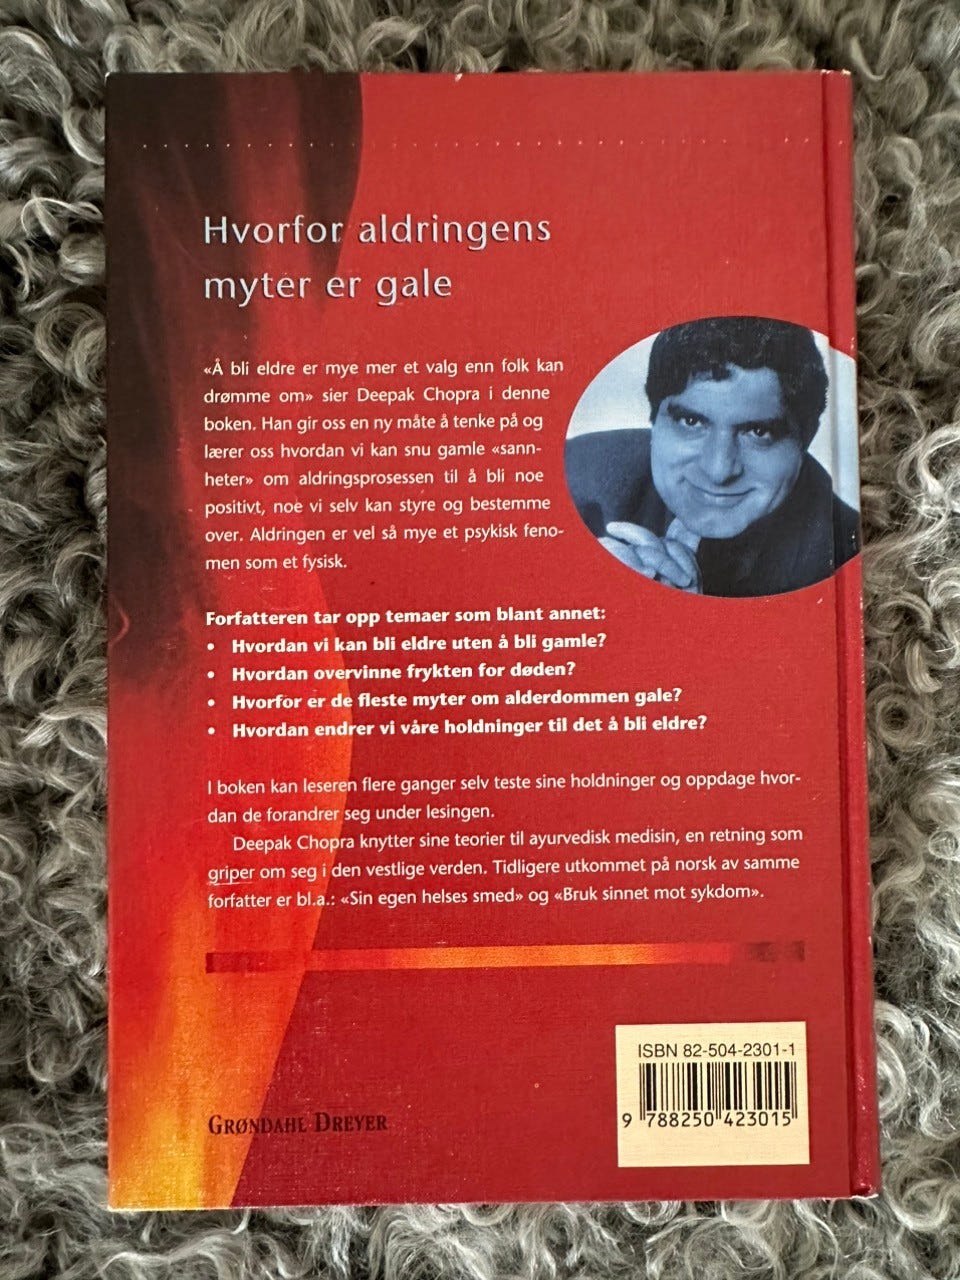 Hvorfor aldringens
myter er gale
«Å bli eldre er mye mer et valg enn folk kan
drømme om» sier Deepak Chopra i denne
boken. Han gir oss en ny måte å tenke på og
lærer oss hvordan vi kan snu gamle «sann-
heter» om aldringsprosessen til å bli noe
positivt, noe vi selv kan styre og bestemme
over. Aldringen er vel så mye et psykisk feno-
men som et fysisk.
Forfatteren tar opp temaer som blant annet:
• Hvordan vi kan bli eldre uten å bli gamle?
• Hvordan overvinne frykten for døden?
• Hvorfor er de fleste myter om alderdommen gale?
• Hvordan endrer vi våre holdninger til det å bli eldre?
I boken kan leseren flere ganger selv teste sine holdninger og oppdage hvor-
dan de forandrer seg under lesingen.
Deepak Chopra knytter sine teorier til ayurvedisk medisin, en retning som
griper om seg i den vestlige verden. Tidligere utkommet på norsk av samme
forfatter er bl.a.: «Sin egen helses smed» og «Bruk sinnet mot sykdom».
GRØNDAHL DREYER
ISBN 82-504-2301-1
9 788250 423015